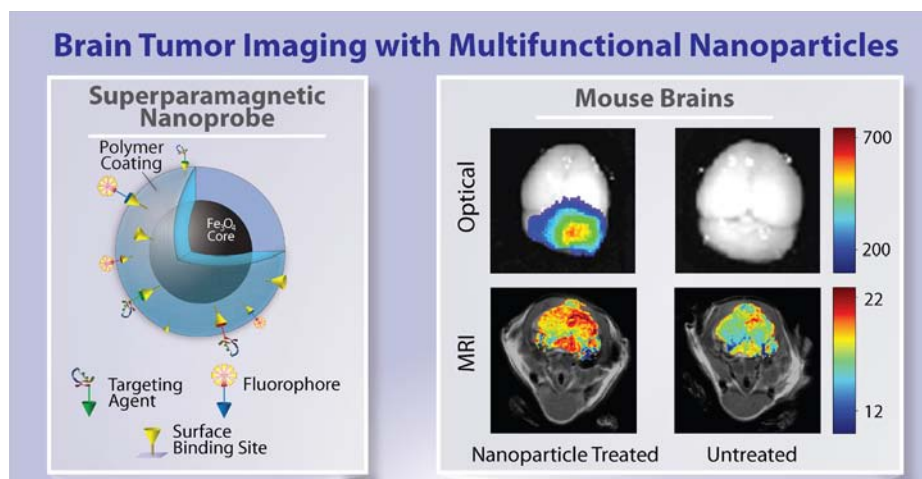 Brain Tumor Imaging with Multifunctional Nanoparticles
Superparamagnetic
Nanoprobe
Polymer
Coating
Fe₃O₄
Core
Targeting
Agent
Fluorophore
Surface
Binding Site
Mouse Brains
Optical
700
200
MRI
22
12
Nanoparticle Treated
Untreated